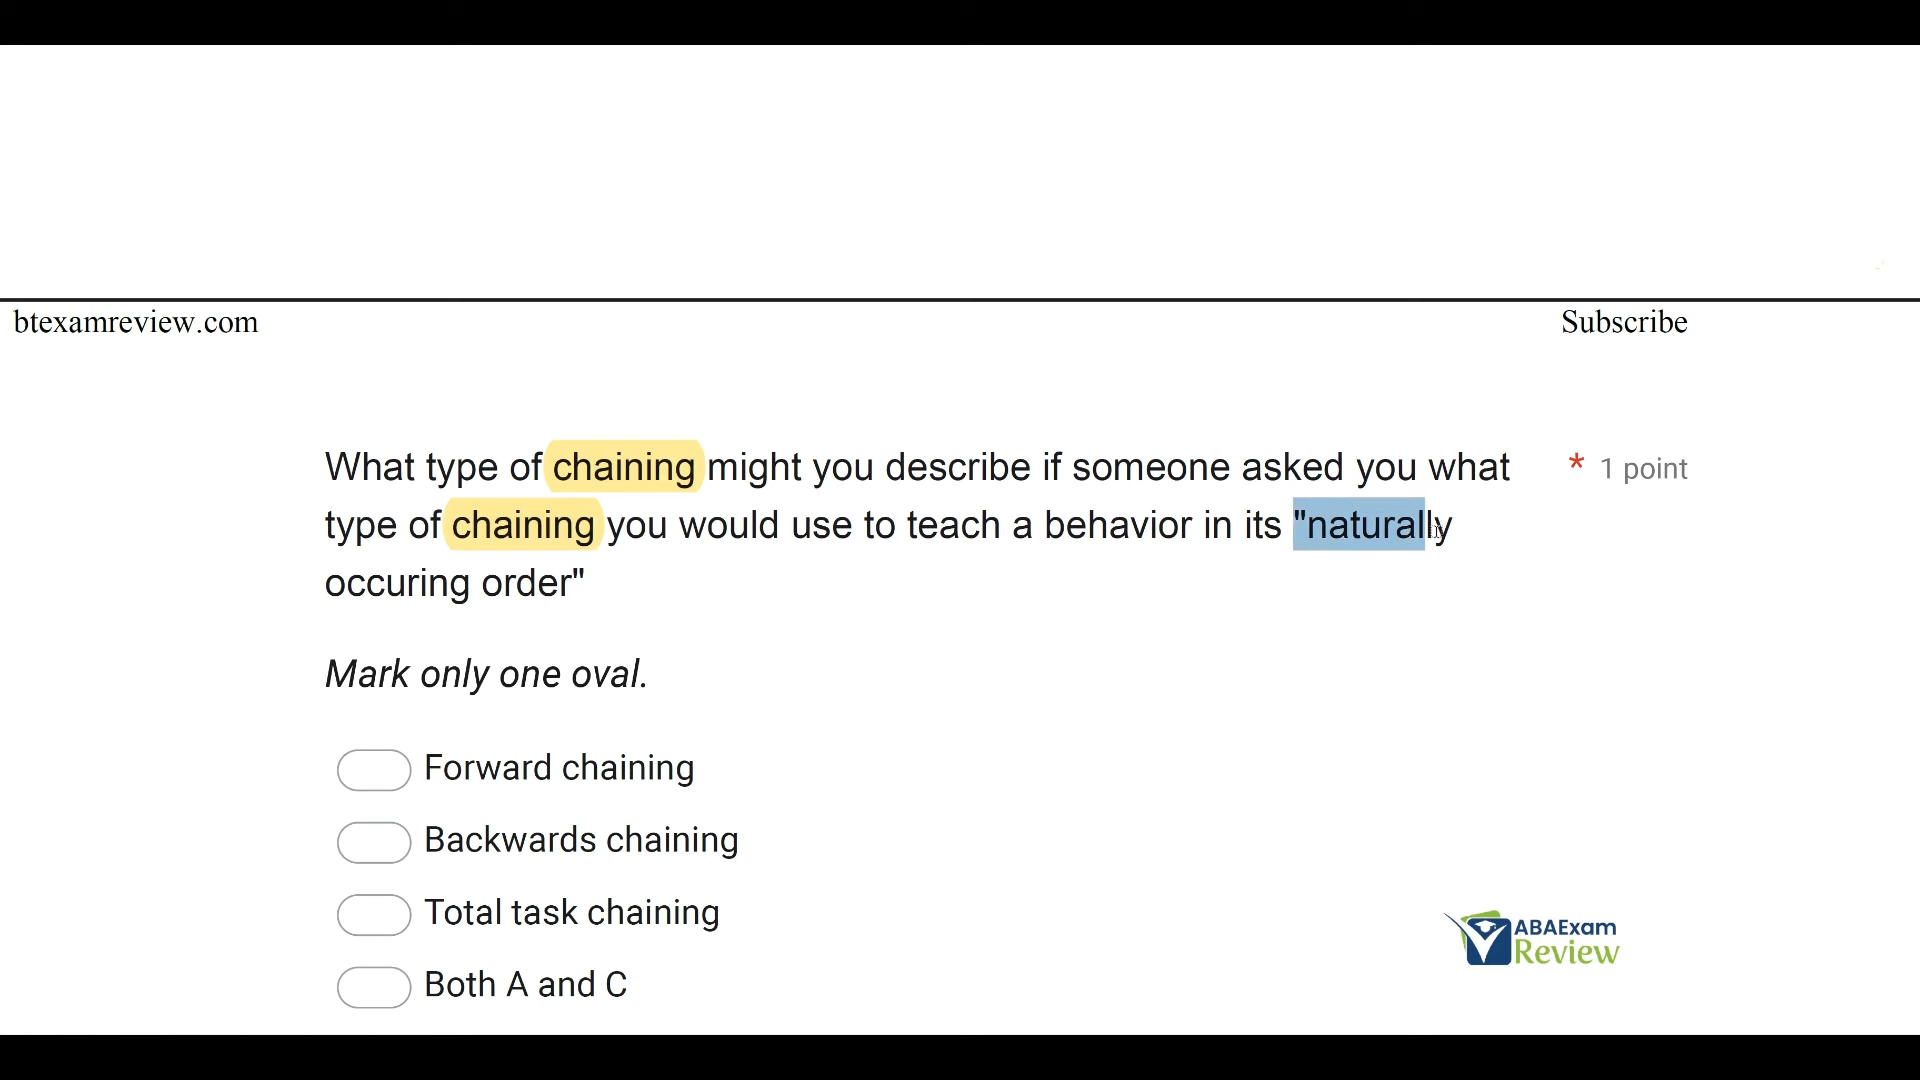 btexamreview.com
Subscribe
What type of chaining might you describe if someone asked you what
* 1 point
type of chaining you would use to teach a behavior in its "naturally
occuring order"
Mark only one oval.
Forward chaining
Backwards chaining
Total task chaining
Both A and C
ABAExam
Review